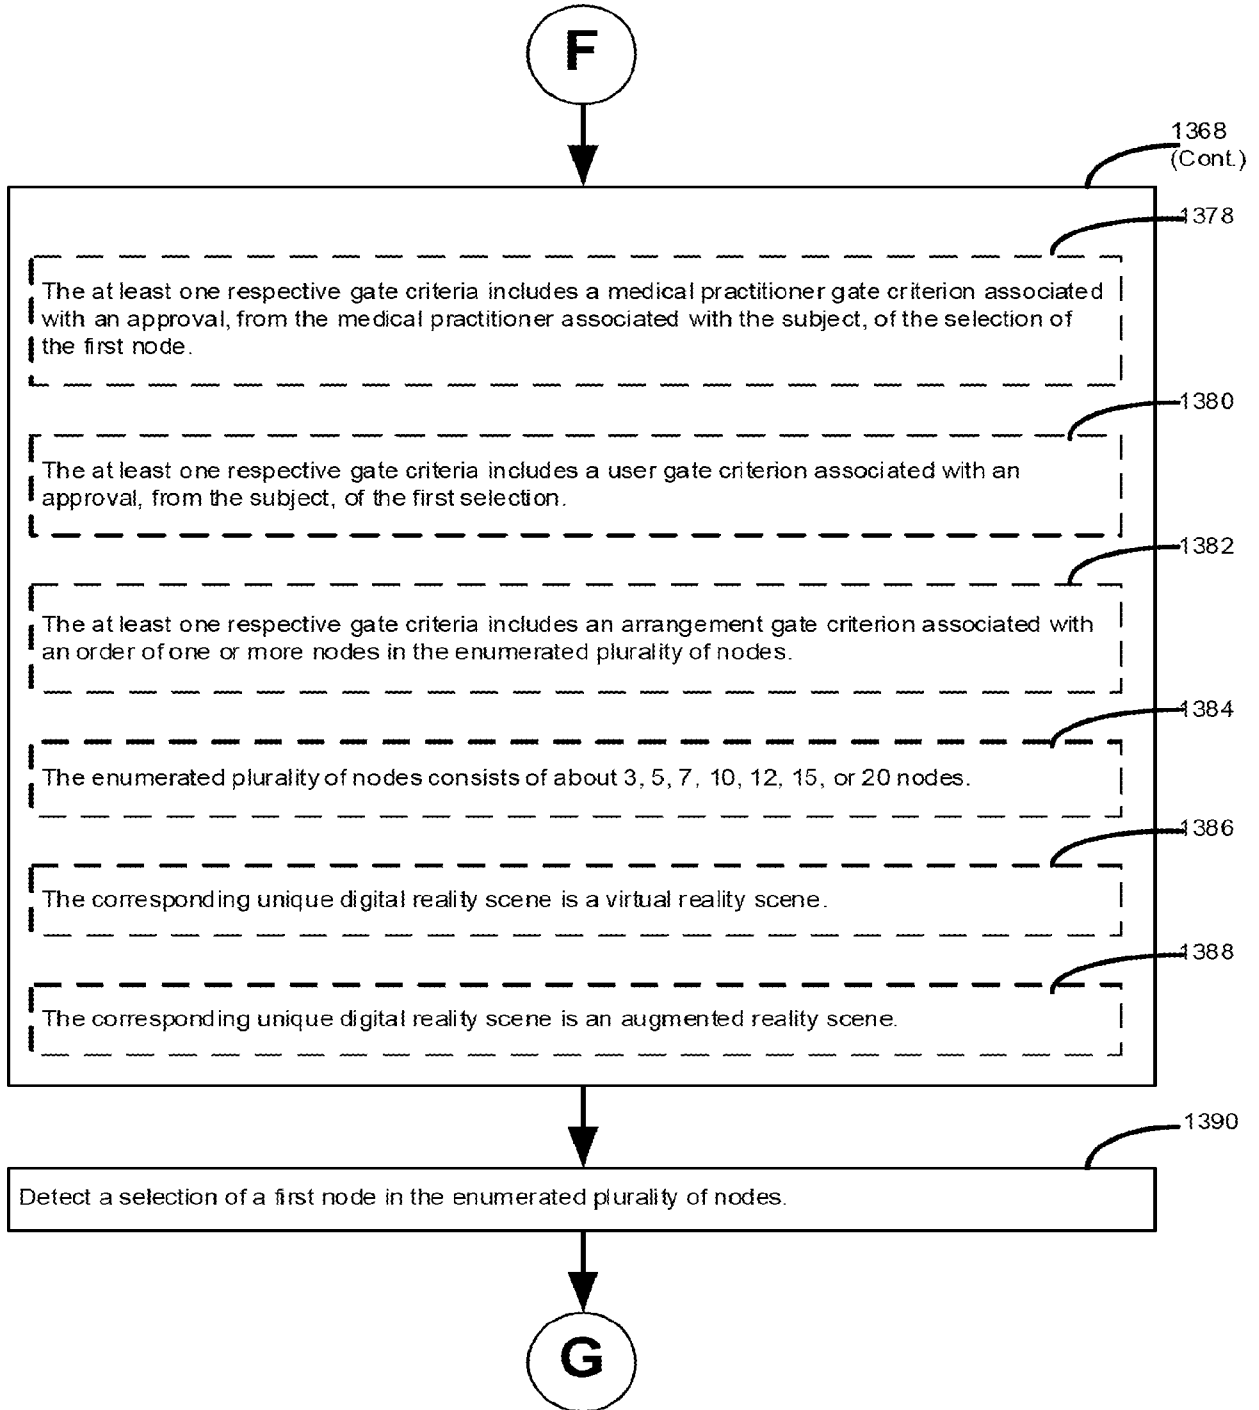 F
1368
(Cont.)
1378
The at least one respective gate criteria includes a medical practitioner gate criterion associated
with an approval, from the medical practitioner associated with the subject, of the selection of
the first node.
1380
The at least one respective gate criteria includes a user gate criterion associated with an
approval, from the subject, of the first selection.
1382
The at least one respective gate criteria includes an arrangement gate criterion associated with
an order of one or more nodes in the enumerated plurality of nodes.
1384
The enumerated plurality of nodes consists of about 3, 5, 7, 10, 12, 15, or 20 nodes.
1386
The corresponding unique digital reality scene is a virtual reality scene.
1388
The corresponding unique digital reality scene is an augmented reality scene.
1390
Detect a selection of a first node in the enumerated plurality of nodes.
G